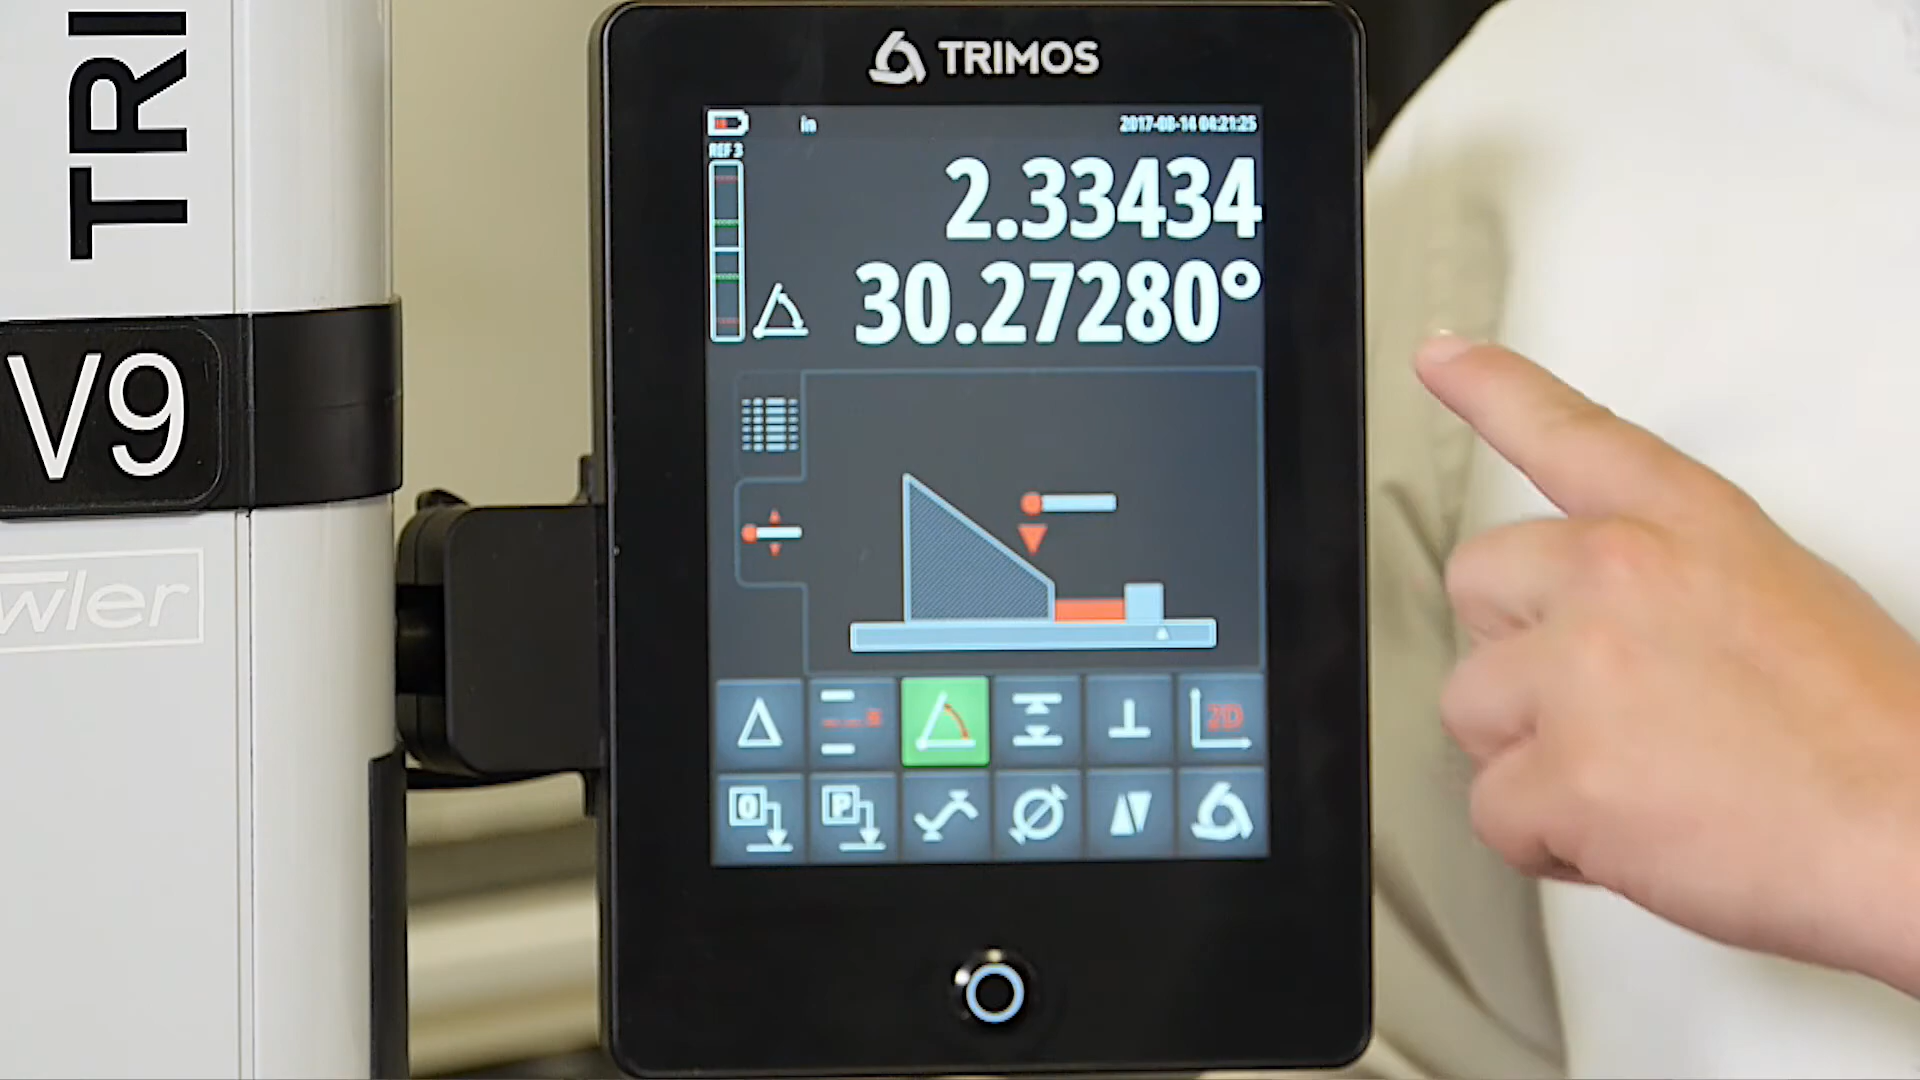 TRI
V9
wler
TRIMOS
in
2017-08-14 04:21:25
REF 3
2.33434
30.27280°
2D
0
P